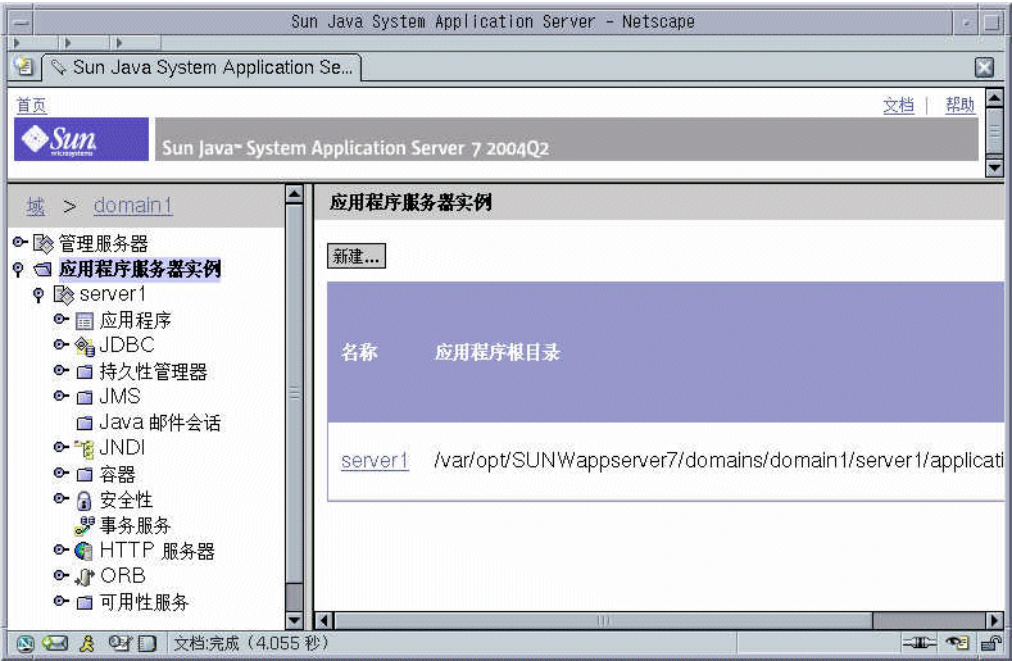 Sun Java System Application Server - Netscape
Sun Java System Application Se...
首页
文档 | 帮助
Sun
microsystems
Sun Java™ System Application Server 7 2004Q2
域 > domain1
管理服务器
应用程序服务器实例
server1
应用程序
JDBC
持久性管理器
JMS
Java 邮件会话
JNDI
容器
安全性
事务服务
HTTP 服务器
ORB
可用性服务
应用程序服务器实例
新建...
名称 应用程序根目录
server1 /var/opt/SUNWappserver7/domains/domain1/server1/applicati
文档:完成 (4.055 秒)